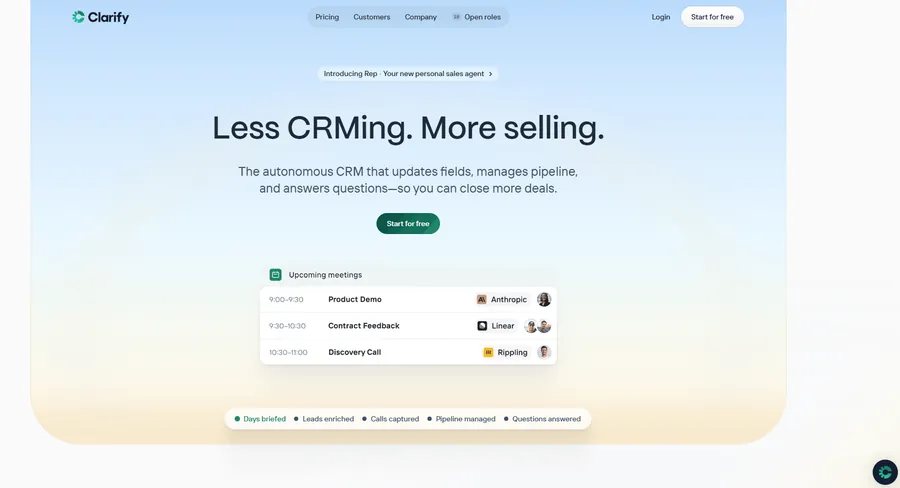 Clarify
Pricing Customers Company 18 Open roles
Login Start for free
Introducing Rep · Your new personal sales agent
Less CRMing. More selling.
The autonomous CRM that updates fields, manages pipeline,
and answers questions—so you can close more deals.
Start for free
Upcoming meetings
9:00–9:30 Product Demo Anthropic
9:30–10:30 Contract Feedback Linear
10:30–11:00 Discovery Call Rippling
Days briefed Leads enriched Calls captured Pipeline managed Questions answered